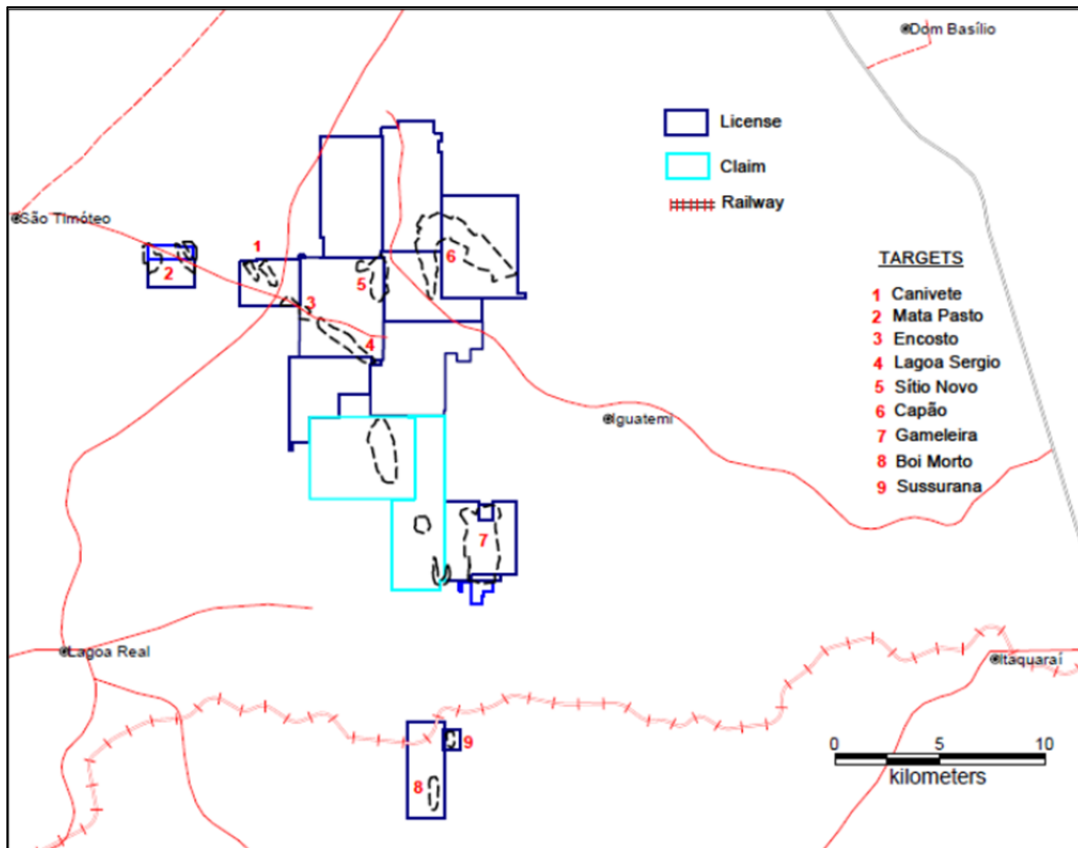 Dom Basílio
License
Claim
Railway
São Tímóteo
TARGETS
1 Canivete
2 Mata Pasto
3 Encosto
4 Lagoa Sergio
5 Sítio Novo
6 Capão
7 Gameleira
8 Boi Morto
9 Sussurana
1
2
3
4
5
6
Iguatemi
7
Lagoa Real
Itaquaraí
8
9
0 5 10
kilometers